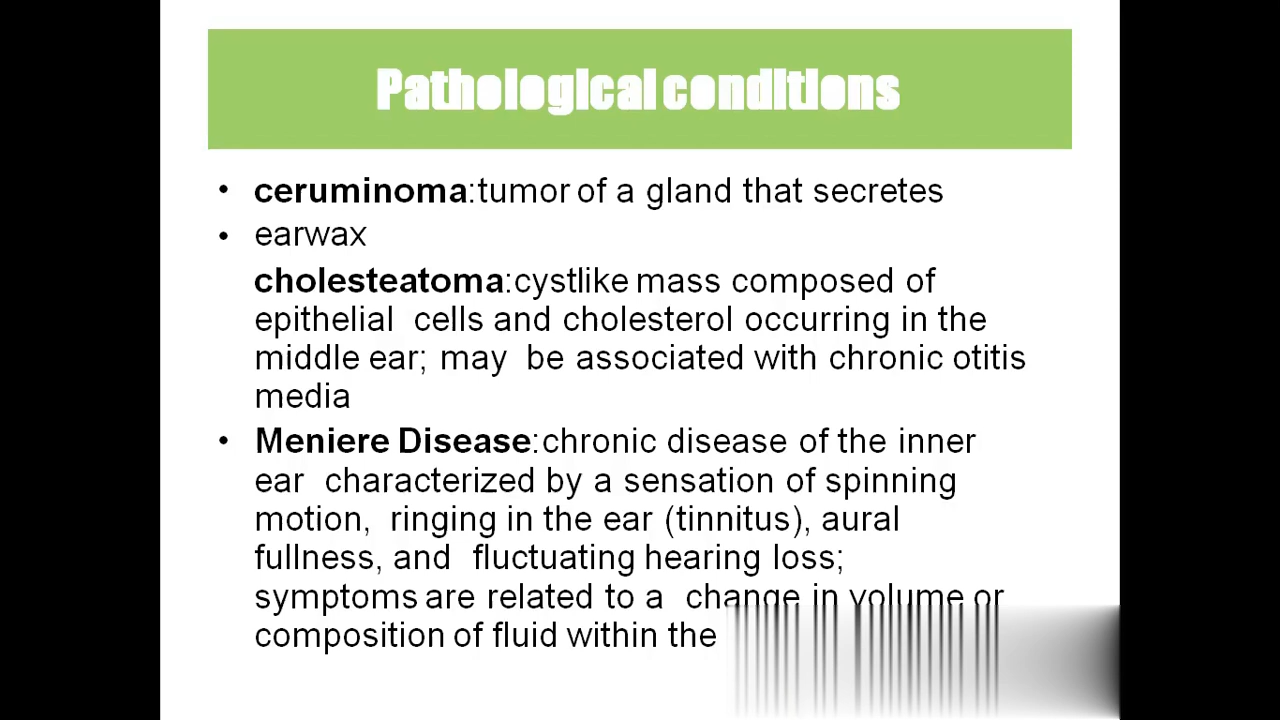 Pathological conditions
• ceruminoma:tumor of a gland that secretes
• earwax
cholesteatoma:cystlike mass composed of
epithelial cells and cholesterol occurring in the
middle ear; may be associated with chronic otitis
media
• Meniere Disease:chronic disease of the inner
ear characterized by a sensation of spinning
motion, ringing in the ear (tinnitus), aural
fullness, and fluctuating hearing loss;
symptoms are related to a change in volume or
composition of fluid within the